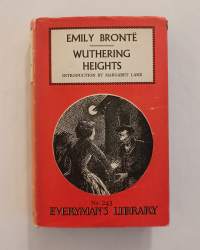 EMILY BRONTË
WUTHERING
HEIGHTS
INTRODUCTION BY MARGARET LANE
No. 243
EVERYMAN'S LIBRARY